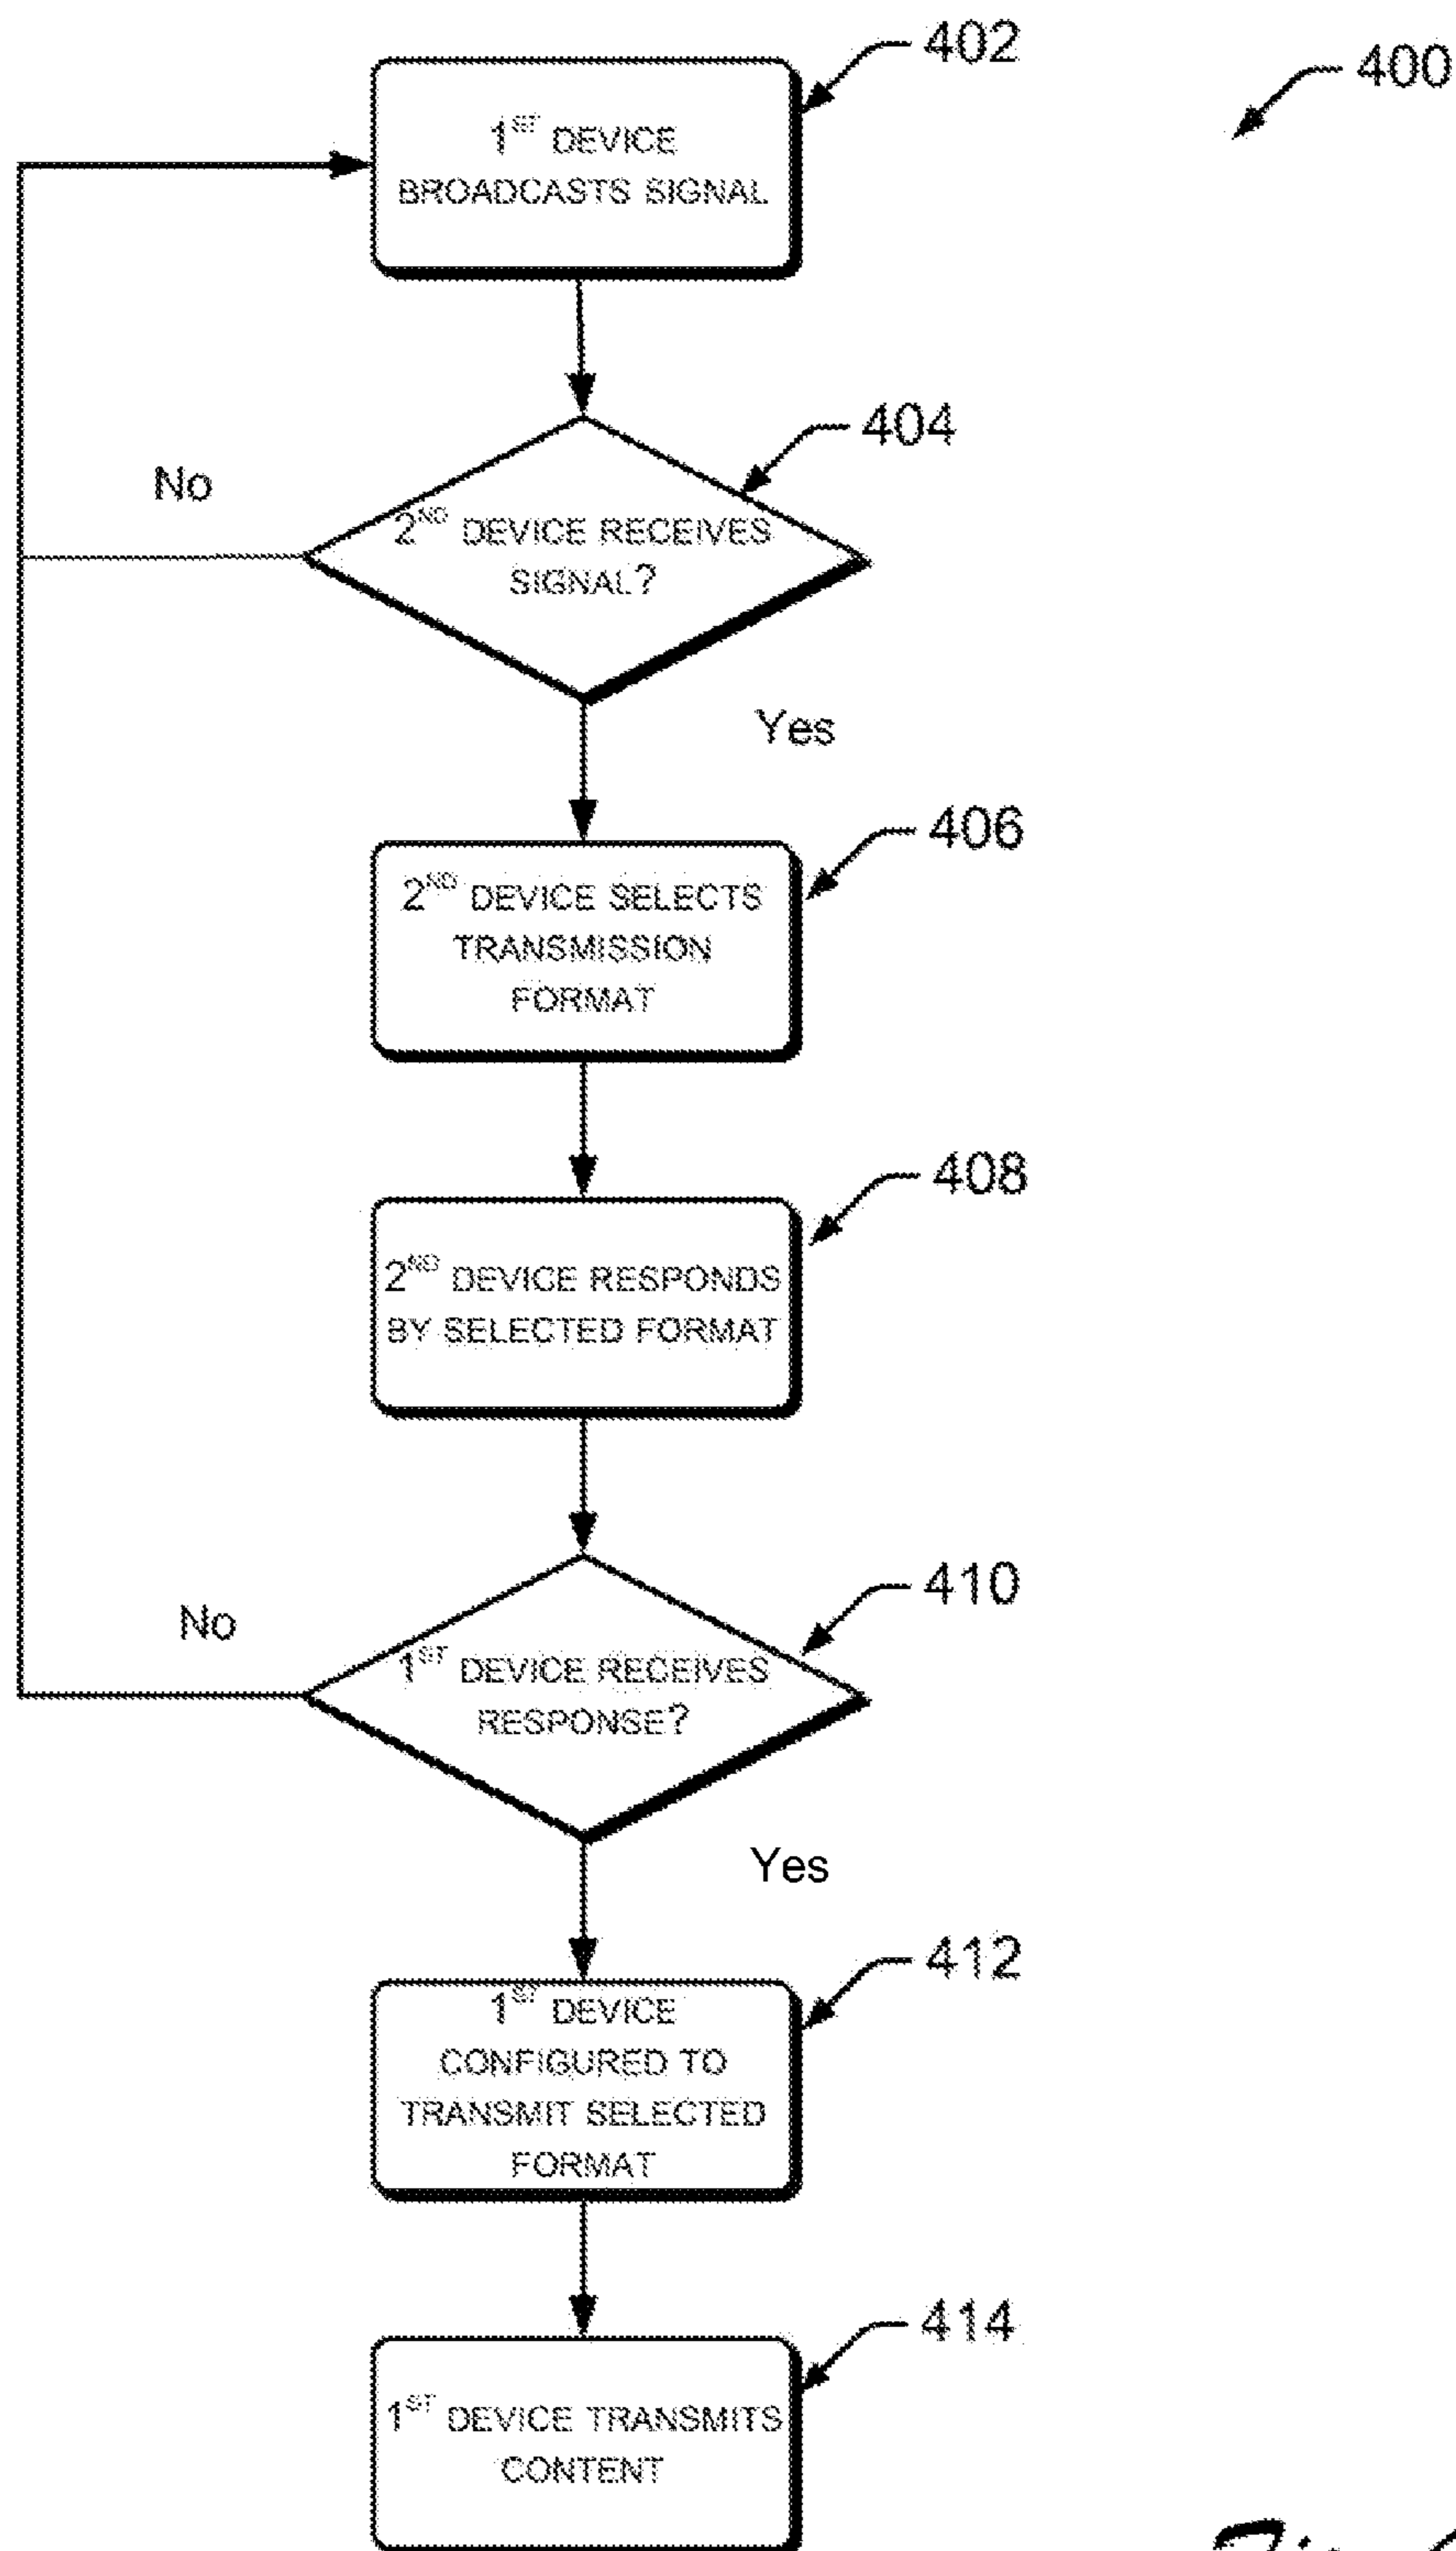 402
400
1ST DEVICE
BROADCASTS SIGNAL
404
No
2ND DEVICE RECEIVES
SIGNAL?
Yes
406
2ND DEVICE SELECTS
TRANSMISSION
FORMAT
408
2ND DEVICE RESPONDS
BY SELECTED FORMAT
410
No
1ST DEVICE RECEIVES
RESPONSE?
Yes
412
1ST DEVICE
CONFIGURED TO
TRANSMIT SELECTED
FORMAT
414
1ST DEVICE TRANSMITS
CONTENT